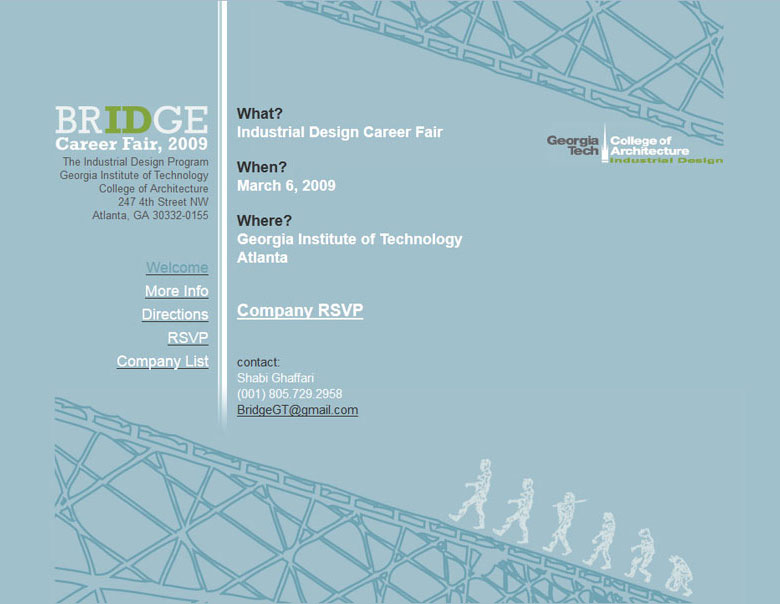 BRIDGE
Career Fair, 2009
The Industrial Design Program
Georgia Institute of Technology
College of Architecture
247 4th Street NW
Atlanta, GA 30332-0155
Welcome
More Info
Directions
RSVP
Company List
What?
Industrial Design Career Fair
When?
March 6, 2009
Where?
Georgia Institute of Technology
Atlanta
Company RSVP
contact:
Shabi Ghaffari
(001) 805.729.2958
BridgeGT@gmail.com
Georgia
Tech
College of
Architecture
Industrial Design